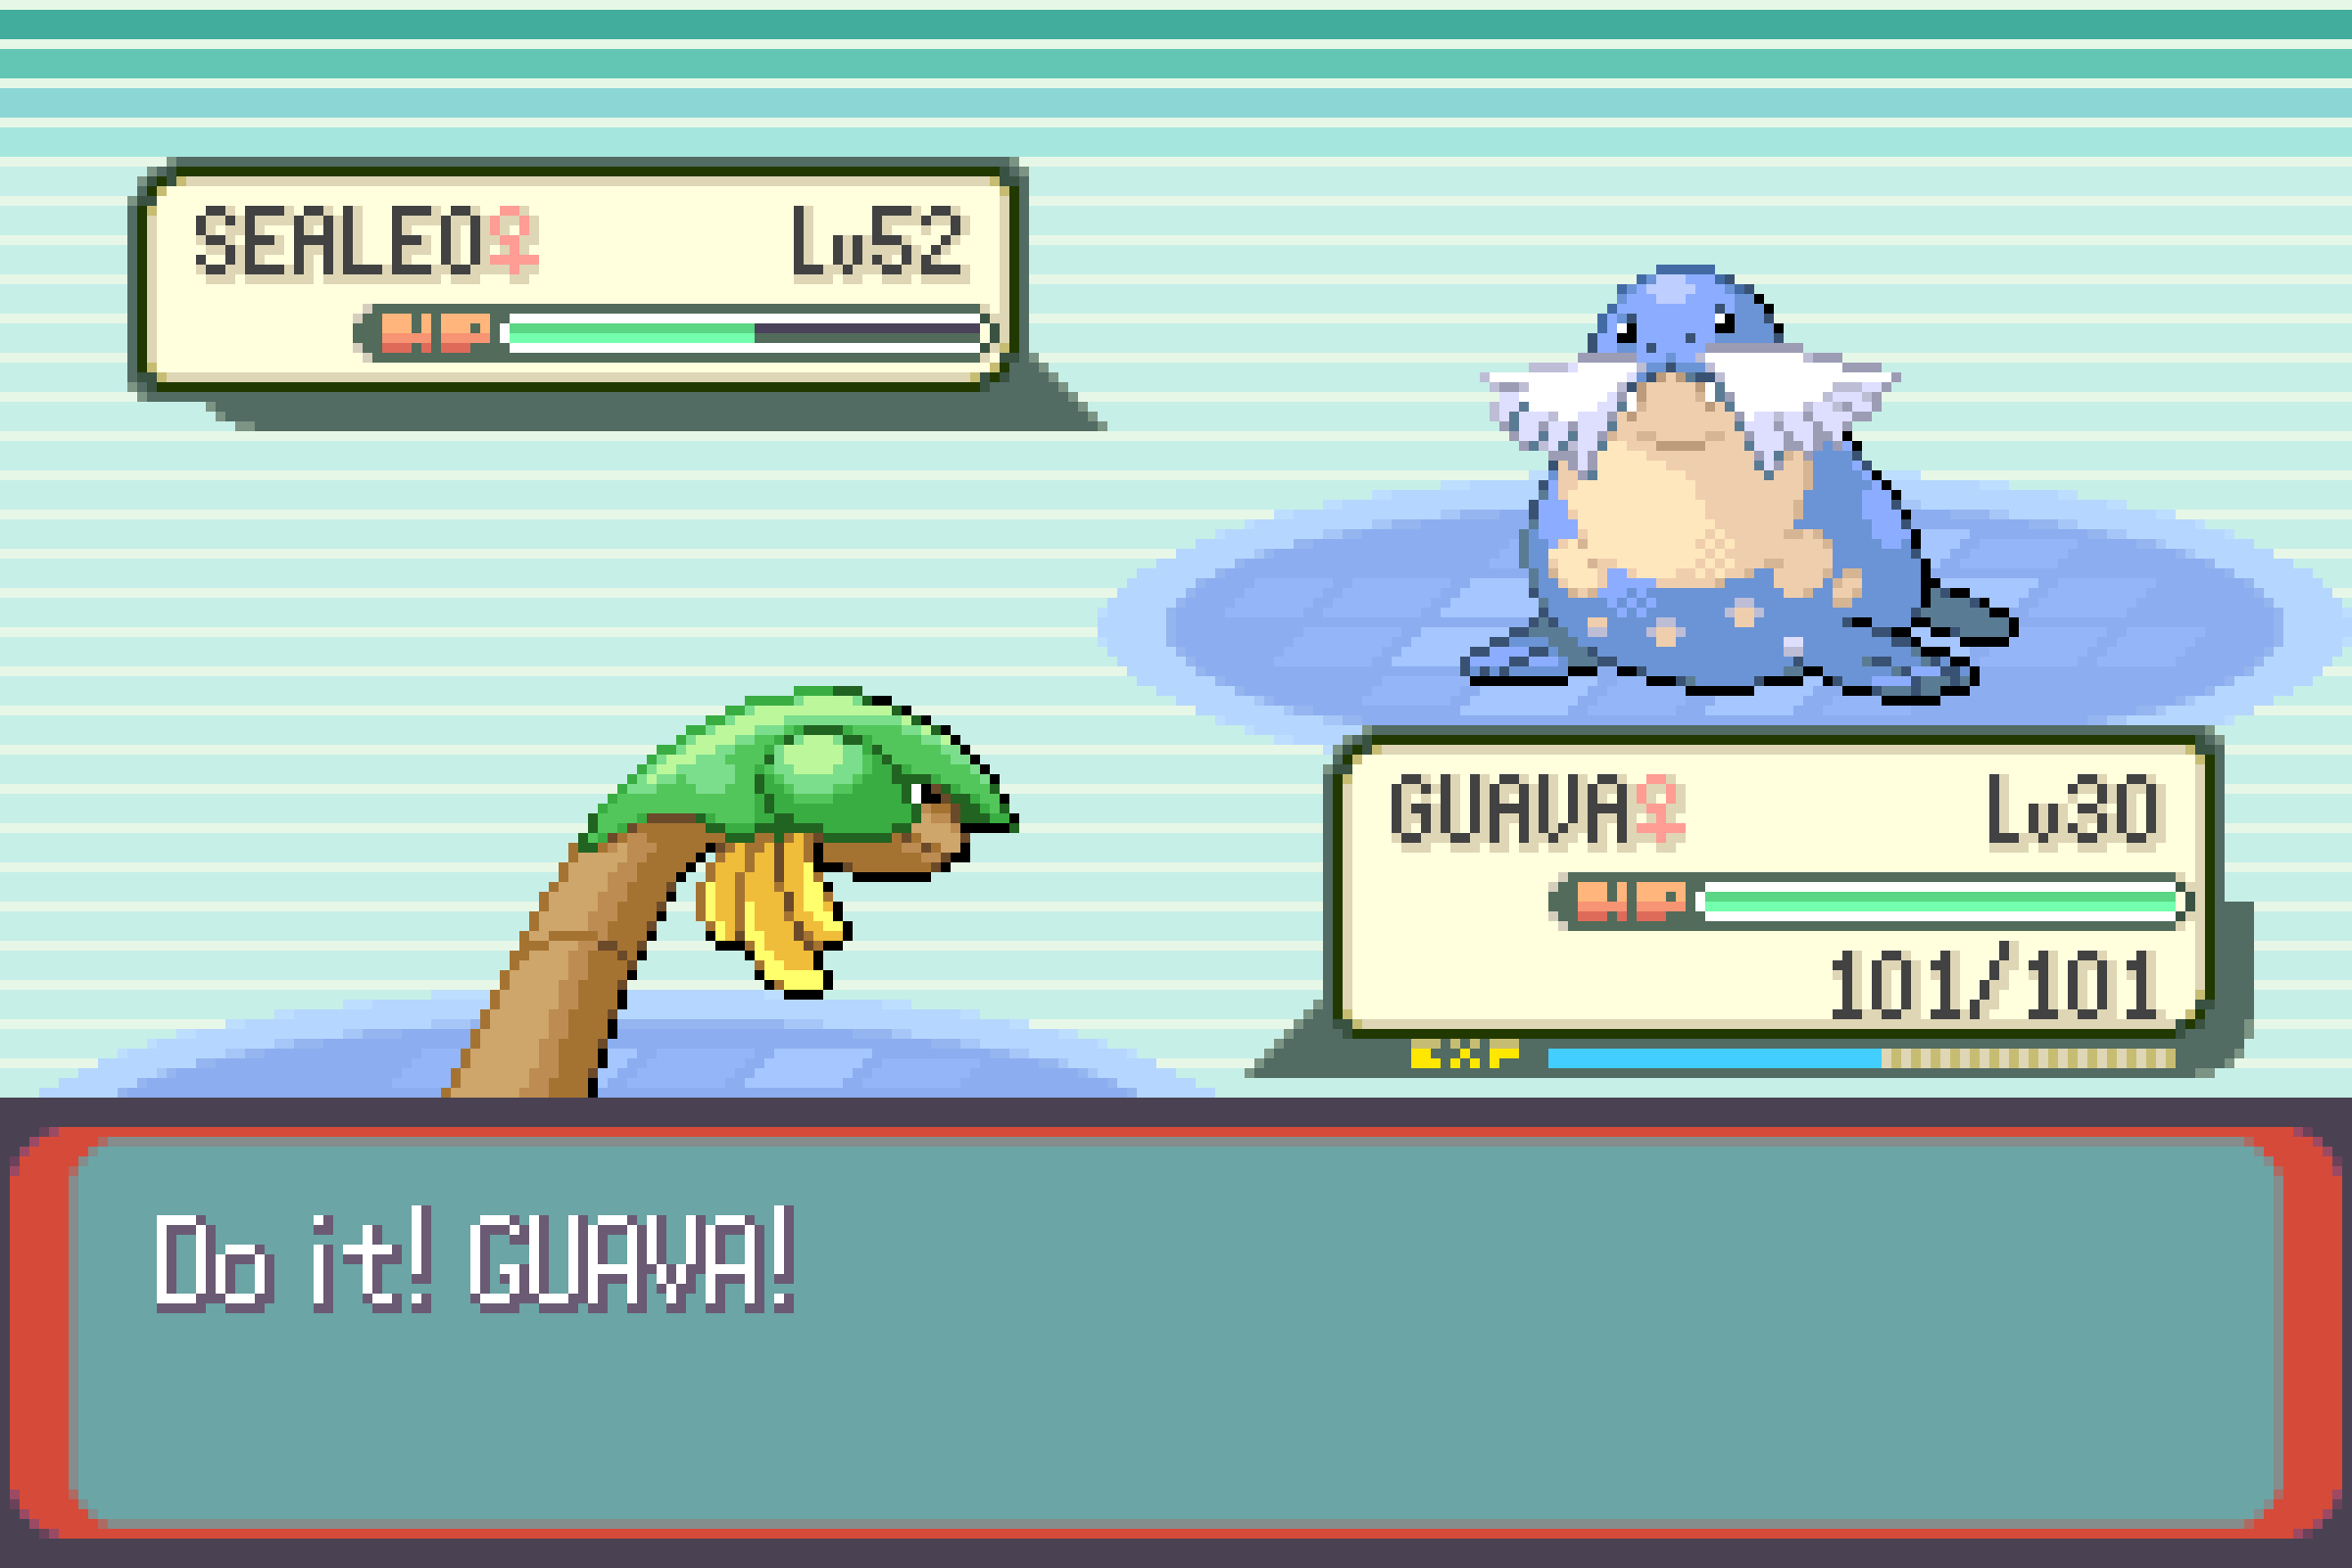 SEALEO♀ Lv52
HP
GUAVA♀ Lv30
HP
101/101
EXP
Do it! GUAVA!